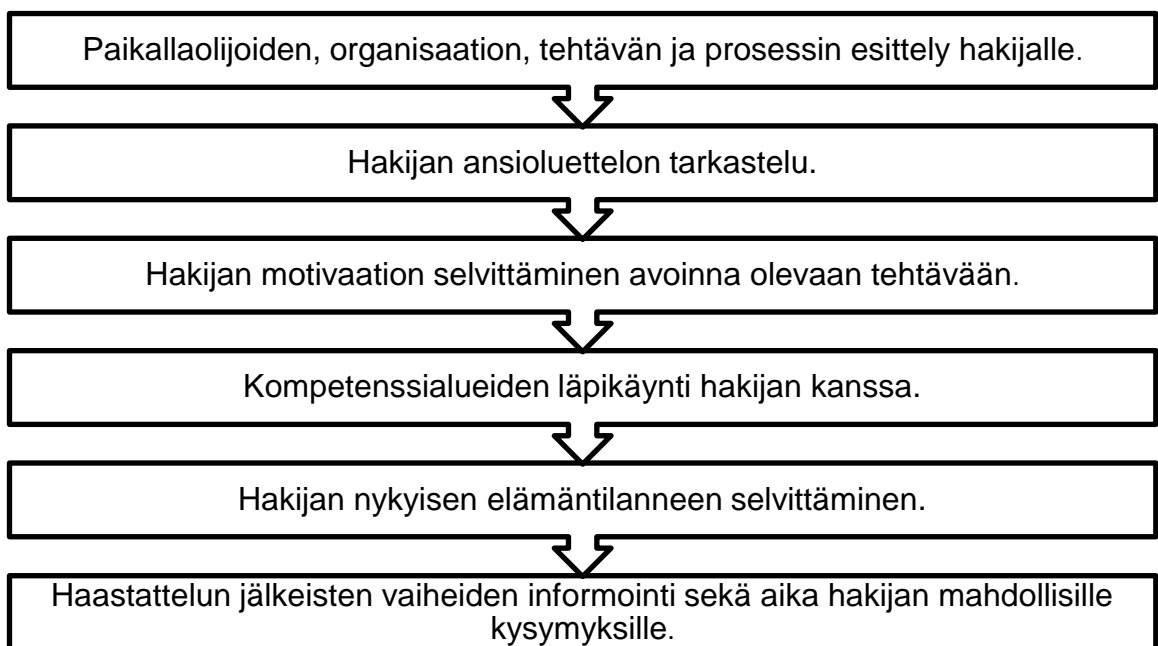 Paikallaolijoiden, organisaation, tehtävän ja prosessin esittely hakijalle.
Hakijan ansioluettelon tarkastelu.
Hakijan motivaation selvittäminen avoinna olevaan tehtävään.
Kompetenssialueiden läpikäynti hakijan kanssa.
Hakijan nykyisen elämäntilanneen selvittäminen.
Haastattelun jälkeisten vaiheiden informointi sekä aika hakijan mahdollisille
kysymyksille.